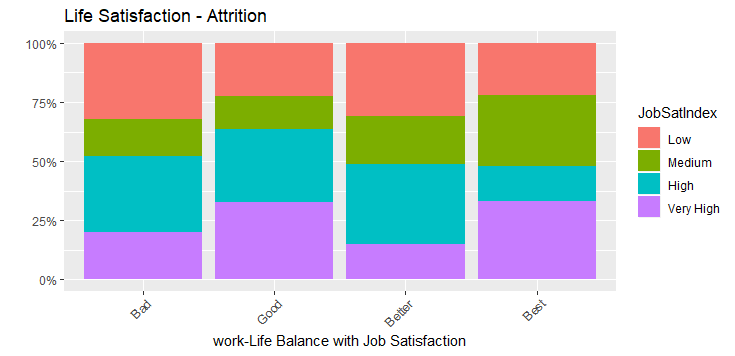 Life Satisfaction - Attrition
100%
75%
50%
25%
0%
Bad
Good
Better
Best
work-Life Balance with Job Satisfaction
JobSatIndex
Low
Medium
High
Very High